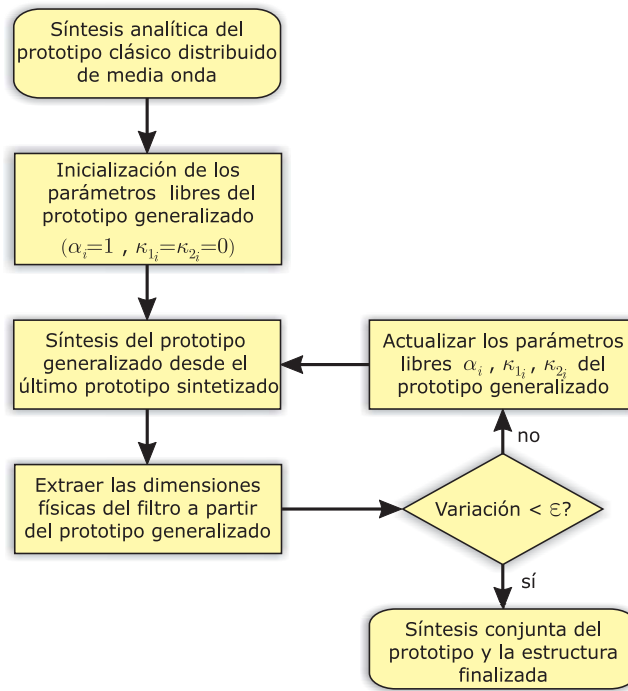 Síntesis analítica del
prototipo clásico distribuido
de media onda
Inicialización de los
parámetros libres del
prototipo generalizado
(αᵢ=1 , κ₁ᵢ=κ₂ᵢ=0)
Síntesis del prototipo
generalizado desde el
último prototipo sintetizado
Actualizar los parámetros
libres αᵢ , κ₁ᵢ, κ₂ᵢ del
prototipo generalizado
no
Extraer las dimensiones
físicas del filtro a partir
del prototipo generalizado
Variación < ε?
sí
Síntesis conjunta del
prototipo y la estructura
finalizada